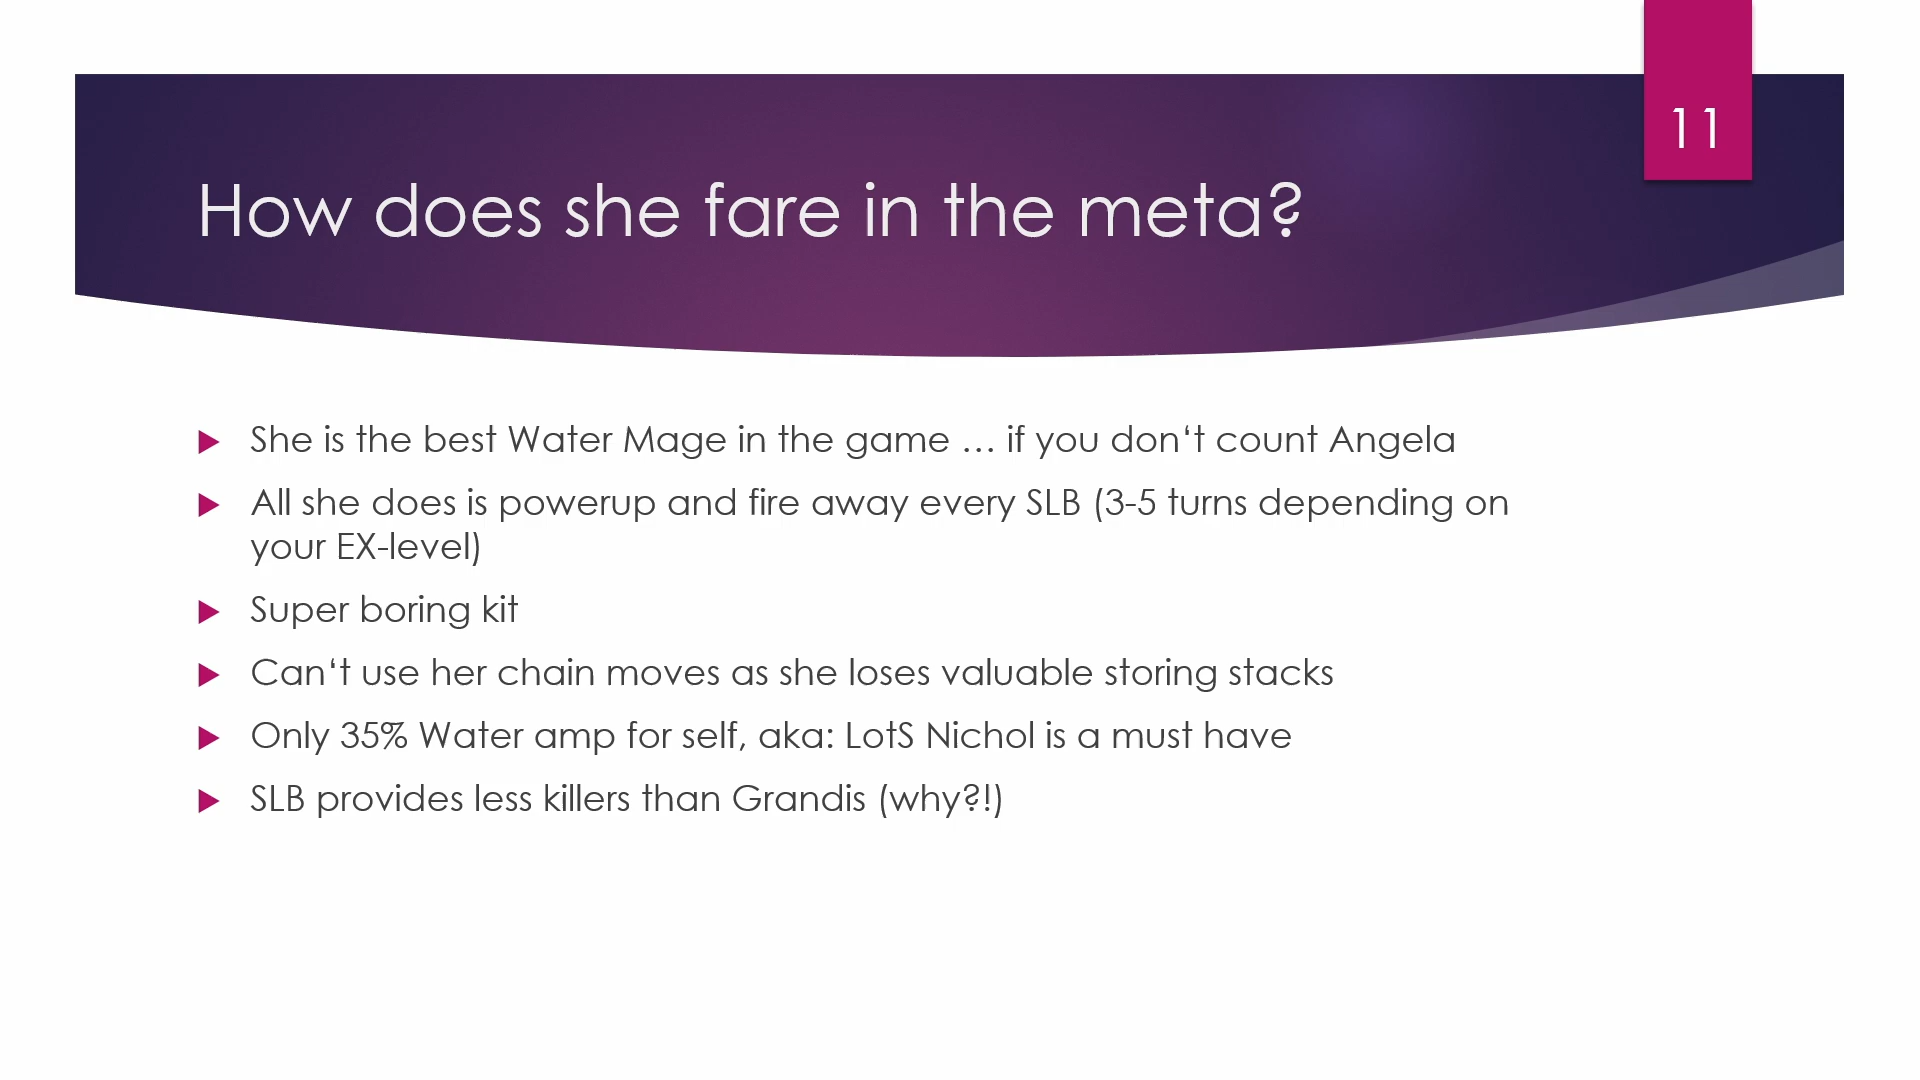 11
How does she fare in the meta?
She is the best Water Mage in the game … if you don‘t count Angela
All she does is powerup and fire away every SLB (3-5 turns depending on
your EX-level)
Super boring kit
Can‘t use her chain moves as she loses valuable storing stacks
Only 35% Water amp for self, aka: LotS Nichol is a must have
SLB provides less killers than Grandis (why?!)